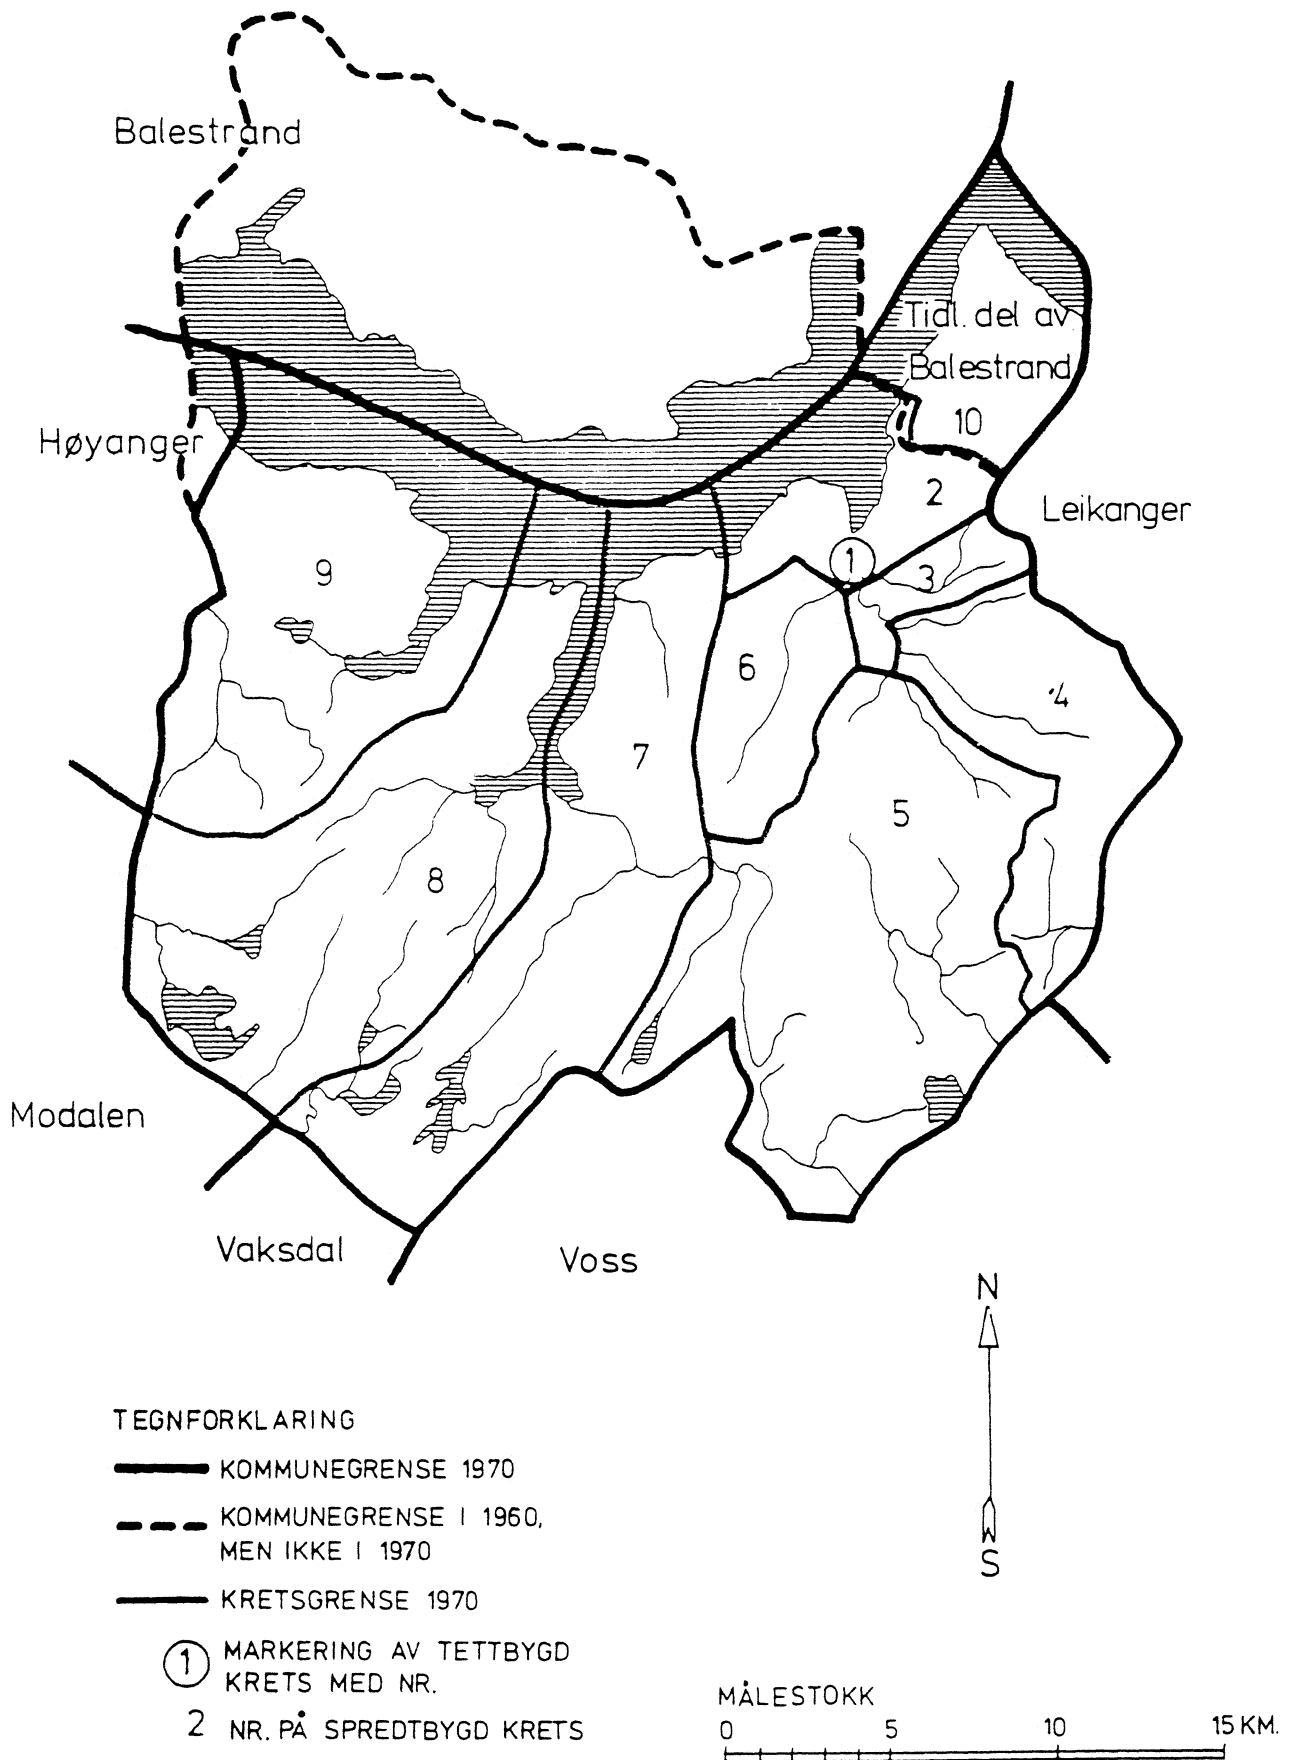 Balestrand
Tidl. del av
Balestrand
10
Høyanger
2
Leikanger
1
3
9
6
4
7
5
8
Modalen
Vaksdal
Voss
N
S
TEGNFORKLARING
KOMMUNEGRENSE 1970
KOMMUNEGRENSE I 1960,
MEN IKKE I 1970
KRETSGRENSE 1970
1 MARKERING AV TETTBYGD
KRETS MED NR.
2 NR. PÅ SPREDTBYGD KRETS
MÅLESTOKK
0 5 10 15 KM.